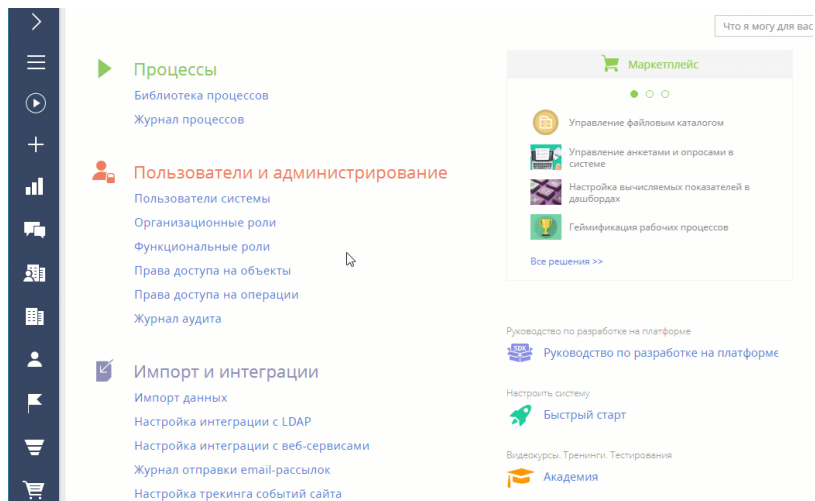 Что я могу для вас
Процессы
Библиотека процессов
Журнал процессов
Пользователи и администрирование
Пользователи системы
Организационные роли
Функциональные роли
Права доступа на объекты
Права доступа на операции
Журнал аудита
Импорт и интеграции
Импорт данных
Настройка интеграции с LDAP
Настройка интеграции с веб-сервисами
Журнал отправки email-рассылок
Настройка трекинга событий сайта
Маркетплейс
Управление файловым каталогом
Управление анкетами и опросами в
системе
Настройка вычисляемых показателей в
дашбордах
Геймификация рабочих процессов
Все решения >>
Руководство по разработке на платформе
SDK
Руководство по разработке на платформе
Настроить систему
Быстрый старт
Видеокурсы. Тренинги. Тестирования
Академия